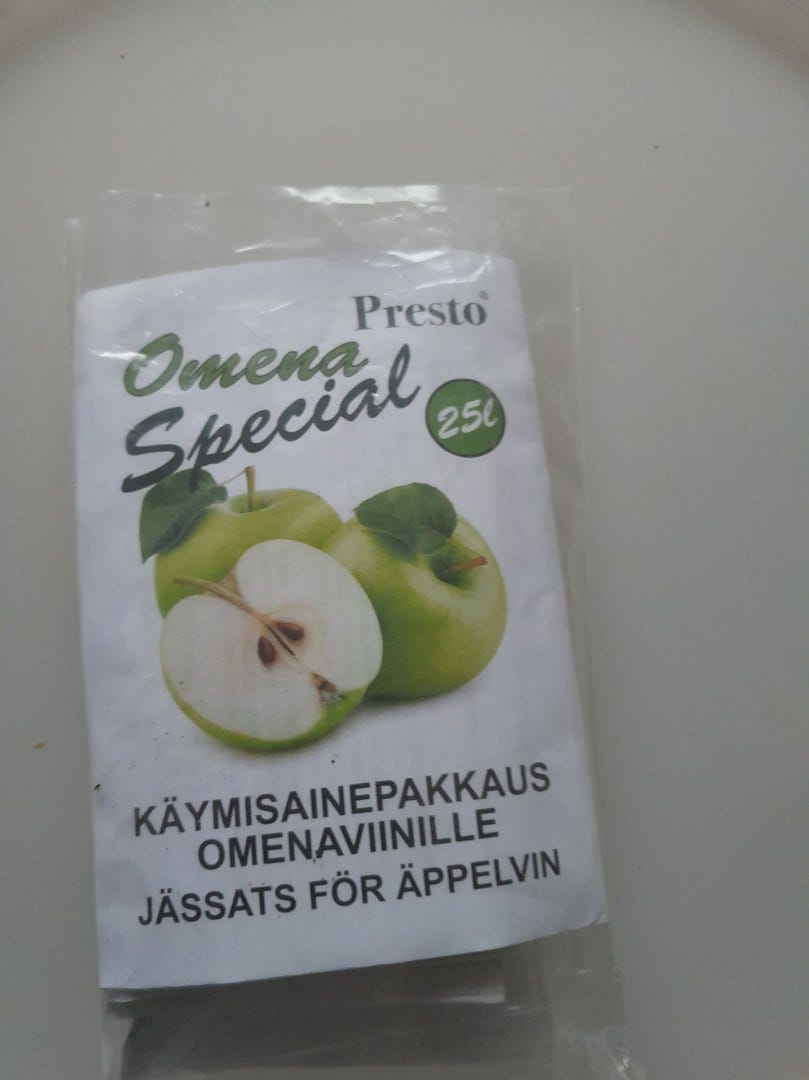 Presto®
Omena
Special
25l
KÄYMISAINEPAKKAUS
OMENAVIINILLE
JÄSSATS FÖR ÄPPELVIN